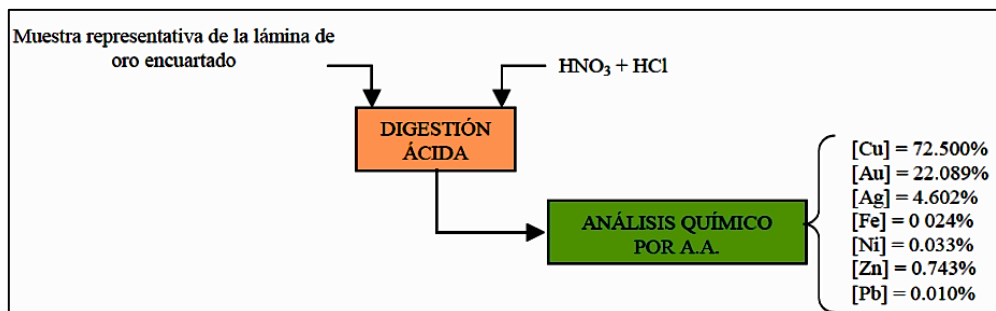 Muestra representativa de la lámina de
oro encuartado
HNO₃ + HCl
DIGESTIÓN
ÁCIDA
ANÁLISIS QUÍMICO
POR A.A.
[Cu] = 72.500%
[Au] = 22.089%
[Ag] = 4.602%
[Fe] = 0 024%
[Ni] = 0.033%
[Zn] = 0.743%
[Pb] = 0.010%